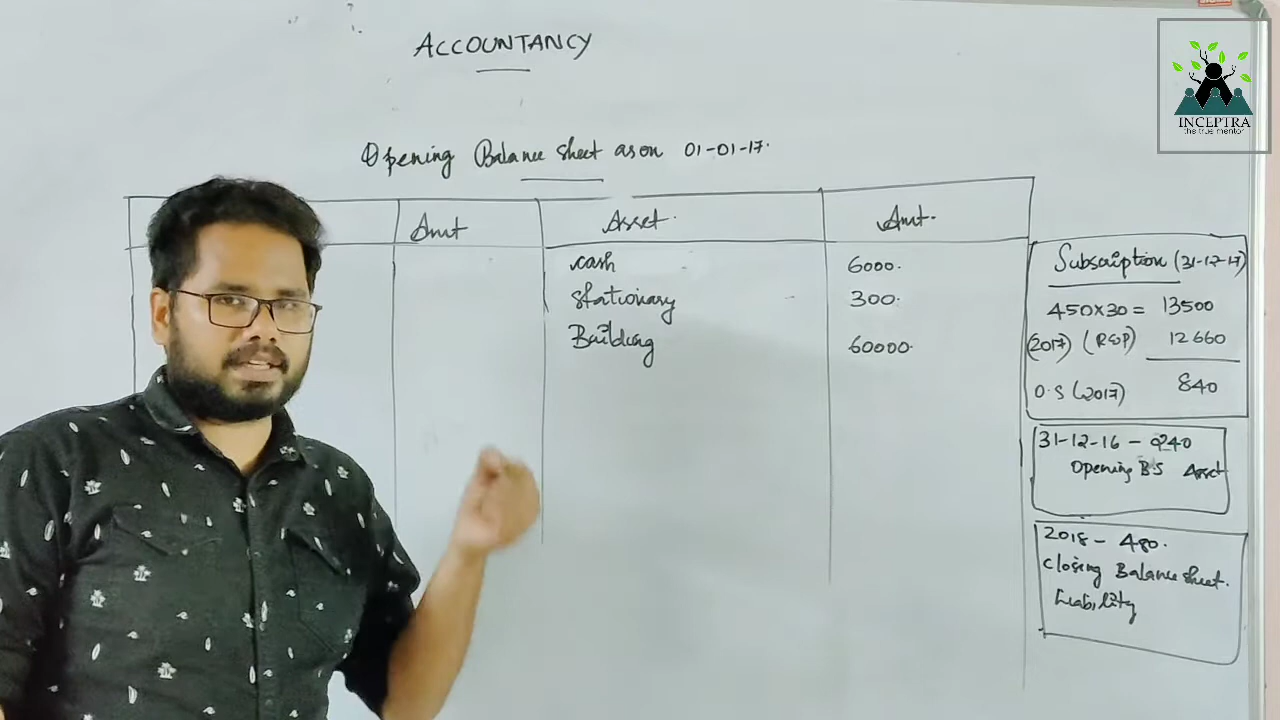 ACCOUNTANCY
INCEPTRA
the true mentor
Opening Balance Sheet as on 01-01-17.
Amt Asset. Amt.
Cash 6000.
Stationary 300.
Building 60000.
Subscription (31-12-17)
450x30 = 13500
(2017) (R&P) 12660
O.S (2017) 840
31-12-16 - 240
Opening BS Asset
2018 - 480.
Closing Balance sheet.
Liability